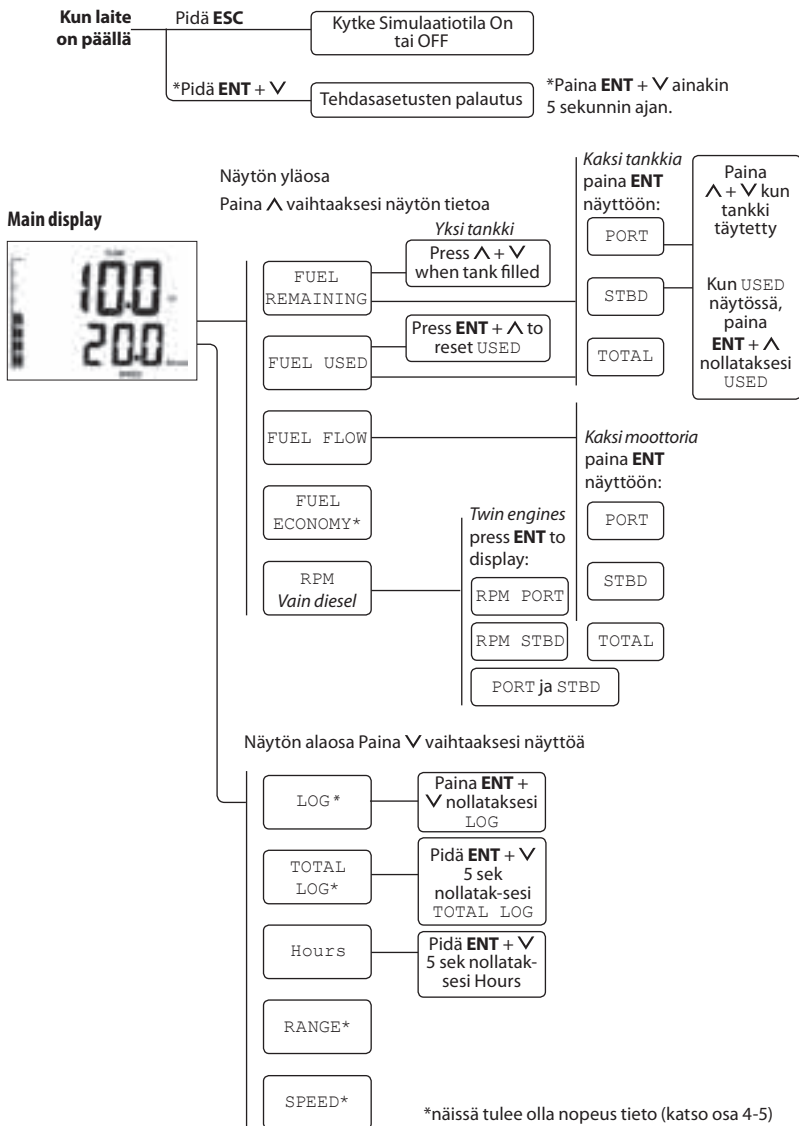 Kun laite
on päällä
Pidä ESC
Kytke Simulaatiotila On
tai OFF
*Pidä ENT + ∨
Tehdasasetusten palautus
*Paina ENT + ∨ ainakin
5 sekunnin ajan.
Main display
10.0
20.0
SPEED
Näytön yläosa
Paina ∧ vaihtaaksesi näytön tietoa
FUEL
REMAINING
Yksi tankki
Press ∧ + ∨
when tank filled
FUEL USED
Press ENT + ∧ to
reset USED
FUEL FLOW
FUEL
ECONOMY*
RPM
Vain diesel
Kaksi tankkia
paina ENT
näyttöön:
PORT
STBD
TOTAL
Paina
∧ + ∨ kun
tankki
täytetty
Kun USED
näytössä,
paina
ENT + ∧
nollataksesi
USED
Twin engines
press ENT to
display:
RPM PORT
RPM STBD
PORT ja STBD
Kaksi moottoria
paina ENT
näyttöön:
PORT
STBD
TOTAL
Näytön alaosa Paina ∨ vaihtaaksesi näyttöä
LOG*
Paina ENT +
∨ nollataksesi
LOG
TOTAL
LOG*
Pidä ENT + ∨
5 sek
nollatak-sesi
TOTAL LOG
Hours
Pidä ENT + ∨
5 sek nollatak-
sesi Hours
RANGE*
SPEED*
*näissä tulee olla nopeus tieto (katso osa 4-5)